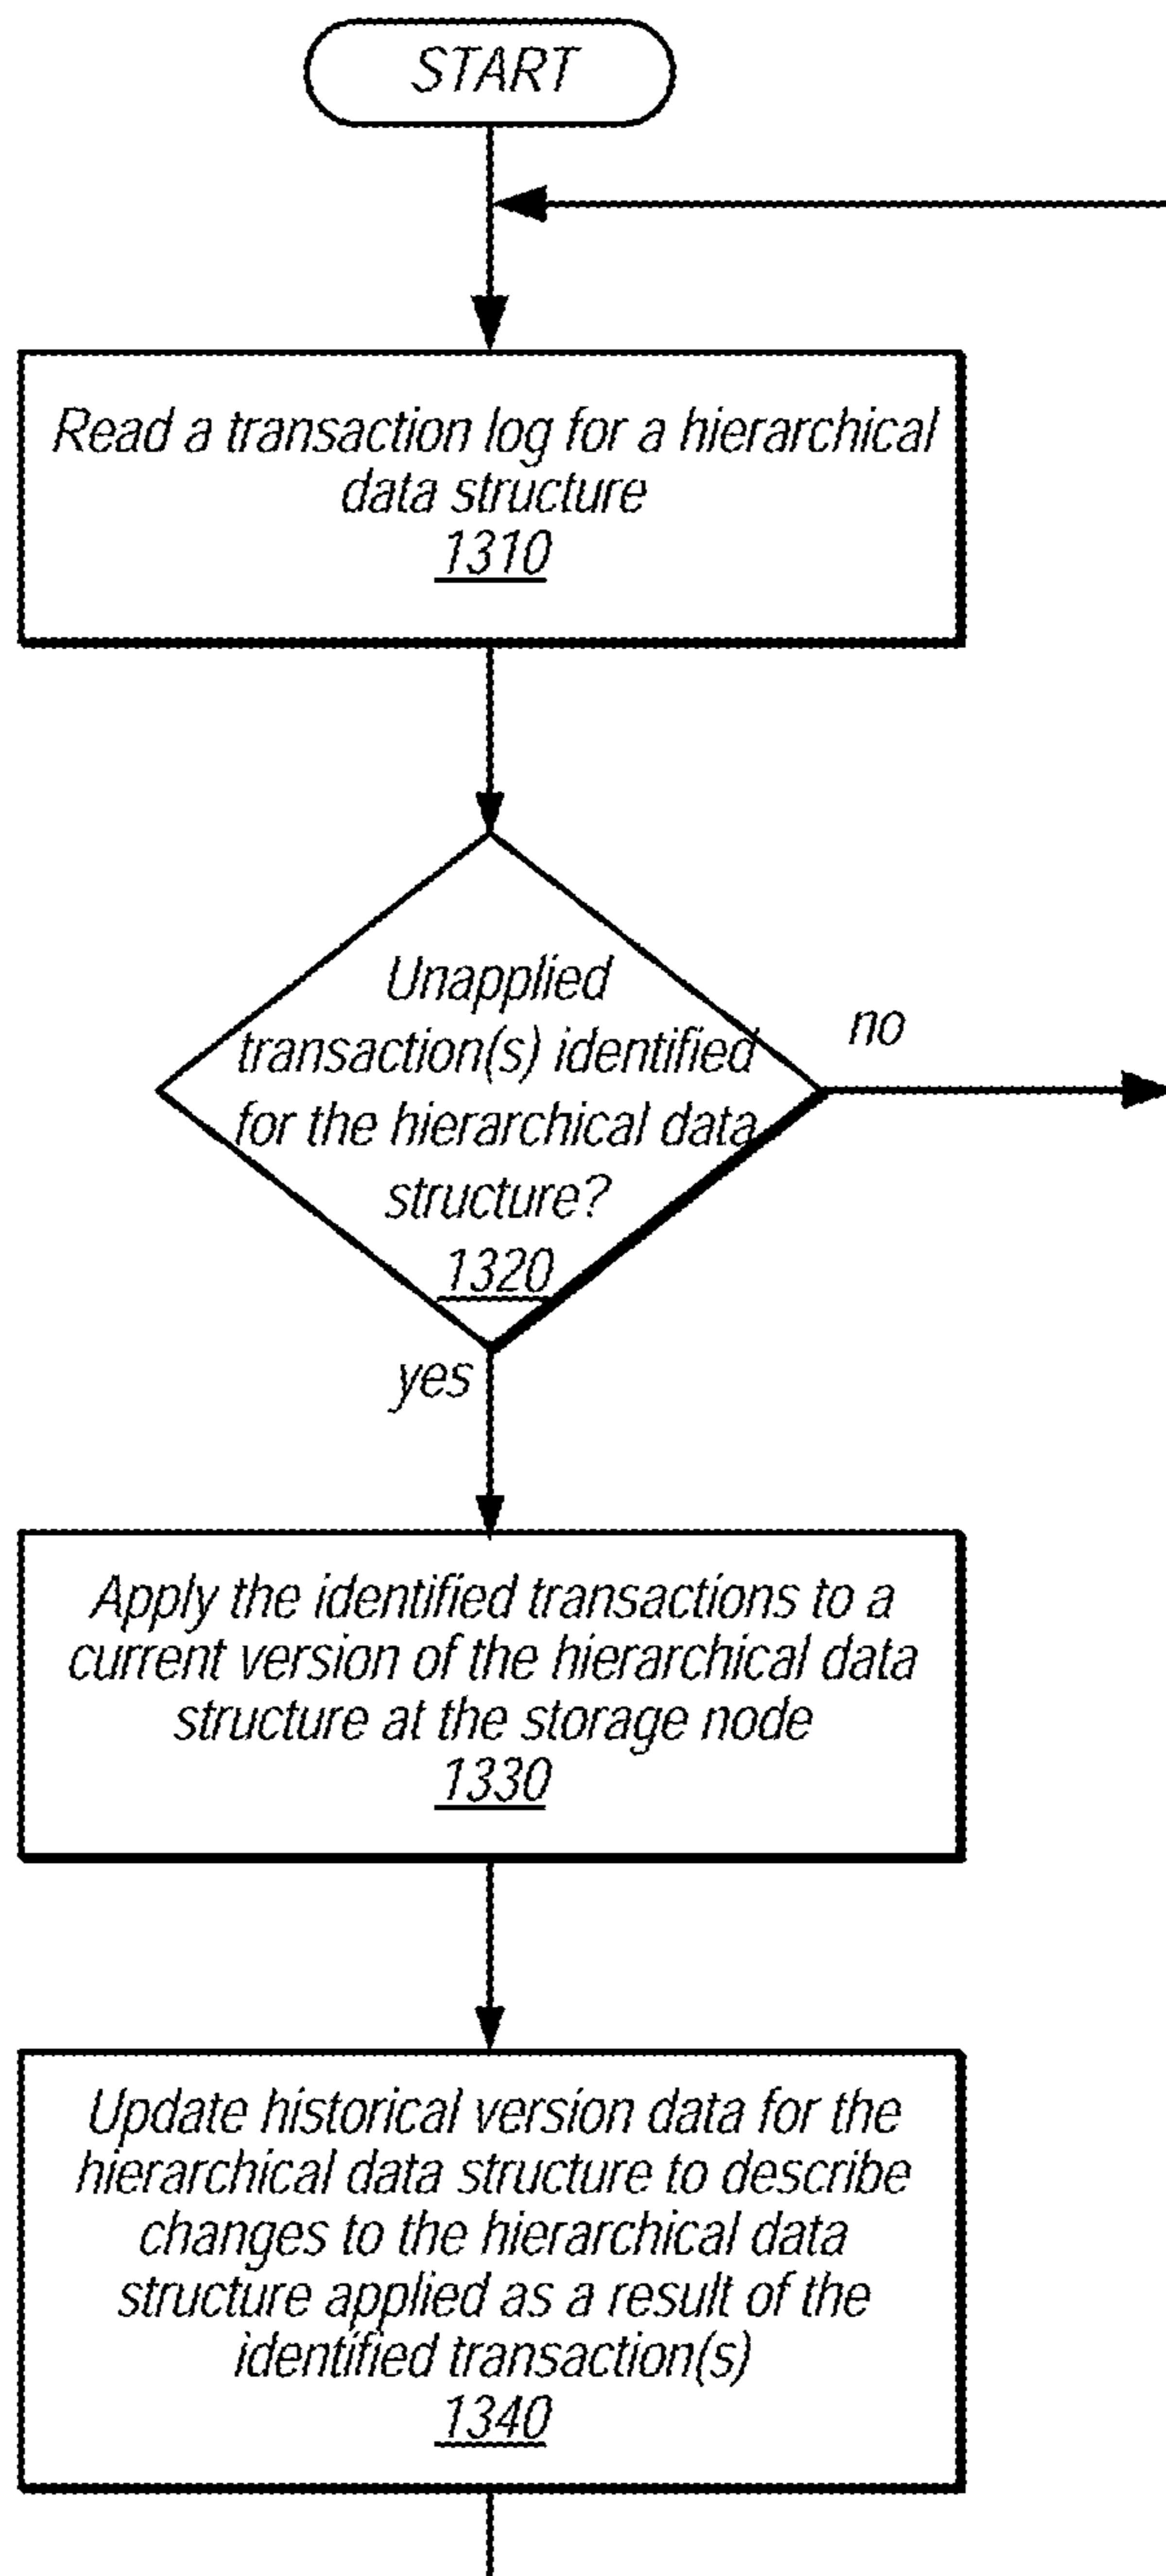 START
Read a transaction log for a hierarchical
data structure
1310
Unapplied
transaction(s) identified
for the hierarchical data
structure?
1320
no
yes
Apply the identified transactions to a
current version of the hierarchical data
structure at the storage node
1330
Update historical version data for the
hierarchical data structure to describe
changes to the hierarchical data
structure applied as a result of the
identified transaction(s)
1340